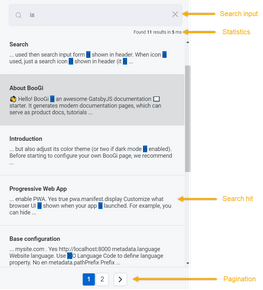 is
Search input
Found 11 results in 5 ms
Statistics
Search
... used then search input form is shown in header. When icon is
used, just a search icon is shown in header (it ...
About BooGi
Hello! BooGi is an awesome GatsbyJS documentation
starter. It generates modern documentation pages, which can
serve as product docs, tutorials ...
Introduction
... but also adjust its color theme (or two if dark mode is enabled).
Before starting to configure your own BooGi page, we recommend
...
Progressive Web App
... enable PWA. Yes true pwa.manifest.display Customize what
browser UI is shown when your app is launched. For example, you
can hide ...
Search hit
Base configuration
... mysite.com . Yes http://localhost:8000 metadata.language
Website language. Use ISO Language Code to define language
property. No en metadata.pathPrefix Prefix
1 2
Pagination